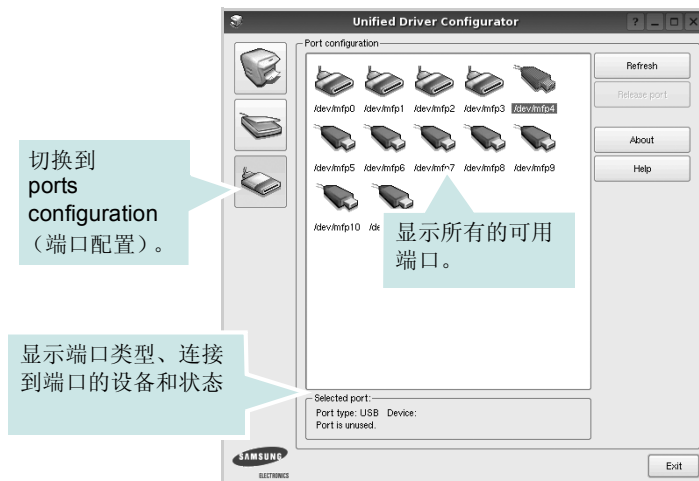 Unified Driver Configurator
Port configuration
/dev/mfp0 /dev/mfp1 /dev/mfp2 /dev/mfp3 /dev/mfp4
/dev/mfp5 /dev/mfp6 /dev/mfp7 /dev/mfp8 /dev/mfp9
/dev/mfp10
Refresh
Release port
About
Help
切换到
ports
configuration
（端口配置）。
显示所有的可用
端口。
显示端口类型、连接
到端口的设备和状态
Selected port:
Port type: USB Device:
Port is unused.
SAMSUNG
ELECTRONICS
Exit